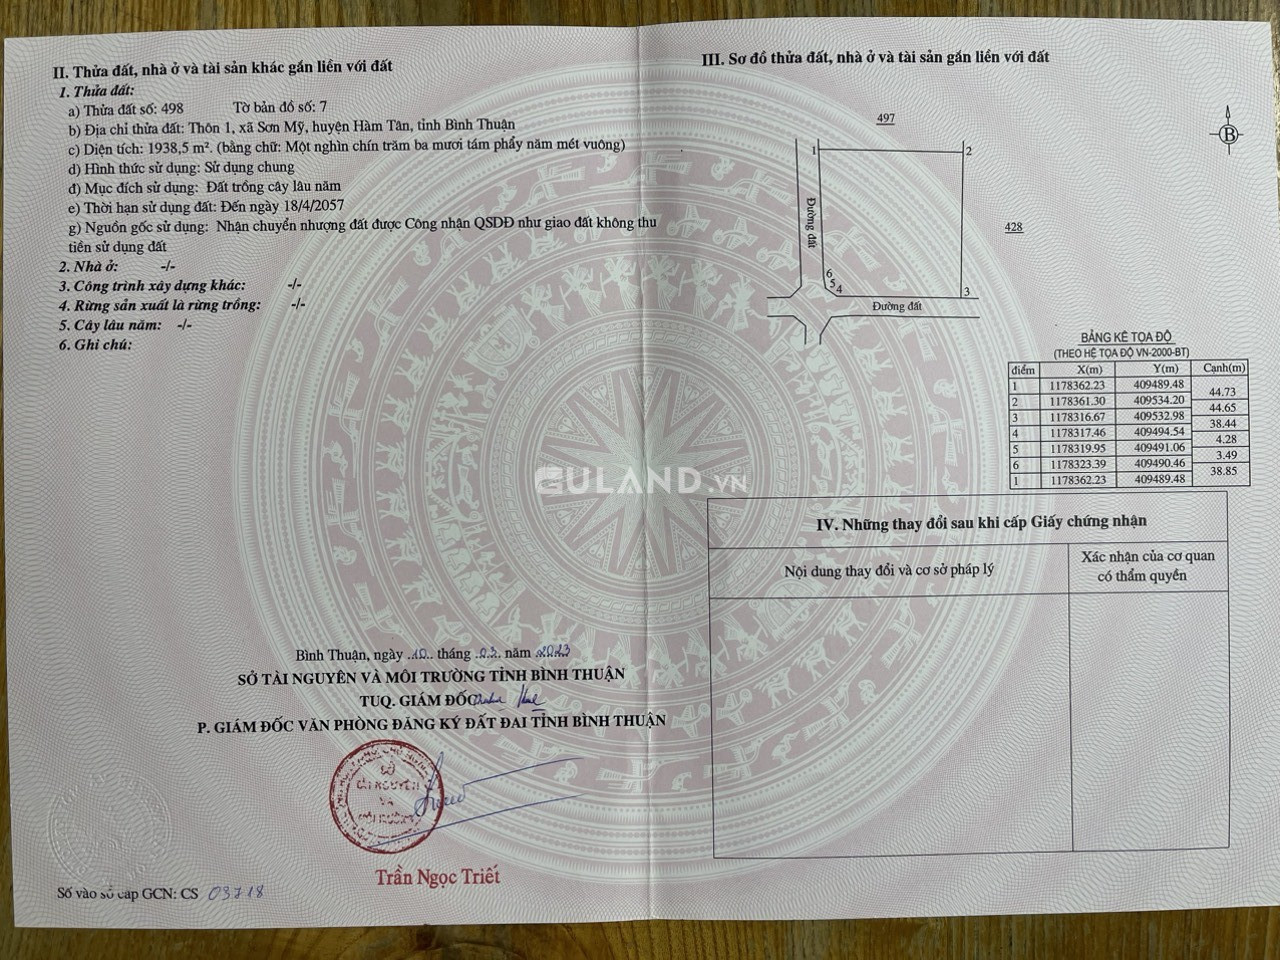 II. Thửa đất, nhà ở và tài sản khác gắn liền với đất
1. Thửa đất:
a) Thửa đất số: 498 Tờ bản đồ số: 7
b) Địa chỉ thửa đất: Thôn 1, xã Sơn Mỹ, huyện Hàm Tân, tỉnh Bình Thuận
c) Diện tích: 1938,5 m². (bằng chữ: Một nghìn chín trăm ba mươi tám phẩy năm mét vuông)
d) Hình thức sử dụng: Sử dụng chung
đ) Mục đích sử dụng: Đất trồng cây lâu năm
e) Thời hạn sử dụng đất: Đến ngày 18/4/2057
g) Nguồn gốc sử dụng: Nhận chuyển nhượng đất được Công nhận QSDĐ như giao đất không thu
tiền sử dụng đất
2. Nhà ở: -/-
3. Công trình xây dựng khác: -/-
4. Rừng sản xuất là rừng trồng: -/-
5. Cây lâu năm: -/-
6. Ghi chú:
Bình Thuận, ngày 10 tháng 03 năm 2023
SỞ TÀI NGUYÊN VÀ MÔI TRƯỜNG TỈNH BÌNH THUẬN
TUQ. GIÁM ĐỐC
P. GIÁM ĐỐC VĂN PHÒNG ĐĂNG KÝ ĐẤT ĐAI TỈNH BÌNH THUẬN
SỞ
TÀI NGUYÊN
VÀ
MÔI TRƯỜNG
Trần Ngọc Triết
Số vào sổ cấp GCN: CS 03718
III. Sơ đồ thửa đất, nhà ở và tài sản gắn liền với đất
497
B
1
2
Đường đất
428
6
5
4
3
Đường đất
BẢNG KÊ TỌA ĐỘ
(THEO HỆ TỌA ĐỘ VN-2000-BT)
điểm X(m) Y(m) Cạnh(m)
1 1178362.23 409489.48
44.73
2 1178361.30 409534.20
44.65
3 1178316.67 409532.98
38.44
4 1178317.46 409494.54
4.28
5 1178319.95 409491.06
3.49
6 1178323.39 409490.46
38.85
1 1178362.23 409489.48
GULAND.VN
IV. Những thay đổi sau khi cấp Giấy chứng nhận
Nội dung thay đổi và cơ sở pháp lý
Xác nhận của cơ quan
có thẩm quyền